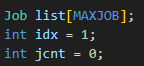 Job list[MAXJOB];
int idx = 1;
int jcnt = 0;